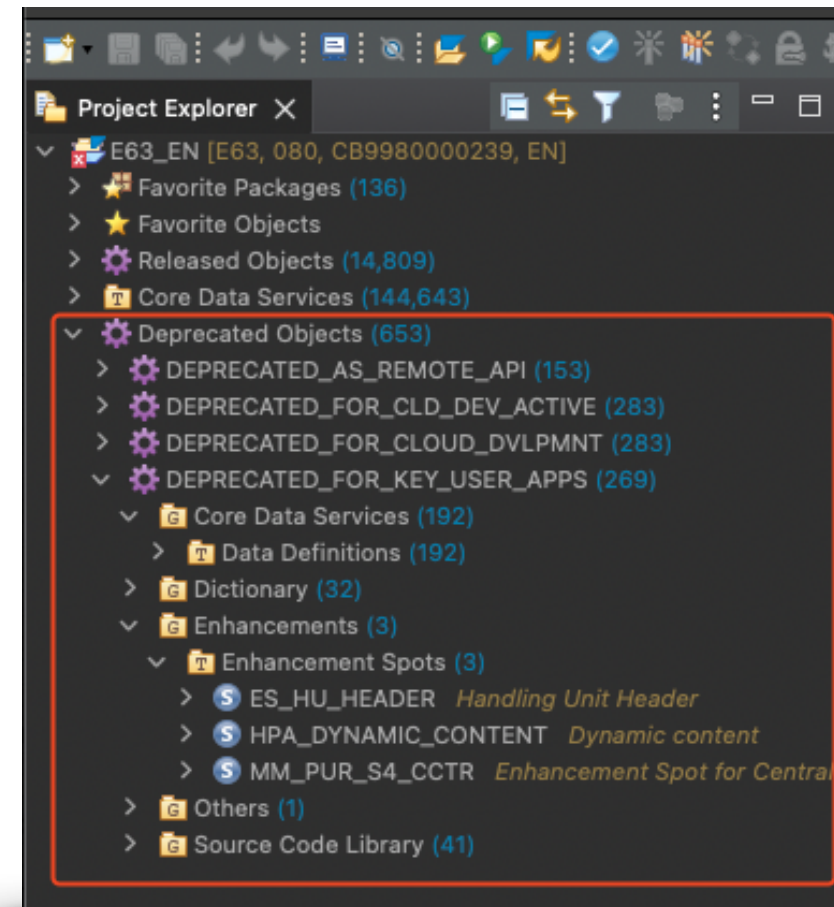 Project Explorer
E63_EN [E63, 080, CB9980000239, EN]
Favorite Packages (136)
Favorite Objects
Released Objects (14,809)
Core Data Services (144,643)
Deprecated Objects (653)
DEPRECATED_AS_REMOTE_API (153)
DEPRECATED_FOR_CLD_DEV_ACTIVE (283)
DEPRECATED_FOR_CLOUD_DVLPMNT (283)
DEPRECATED_FOR_KEY_USER_APPS (269)
G Core Data Services (192)
T Data Definitions (192)
G Dictionary (32)
G Enhancements (3)
T Enhancement Spots (3)
S ES_HU_HEADER Handling Unit Header
S HPA_DYNAMIC_CONTENT Dynamic content
S MM_PUR_S4_CCTR Enhancement Spot for Central
G Others (1)
G Source Code Library (41)